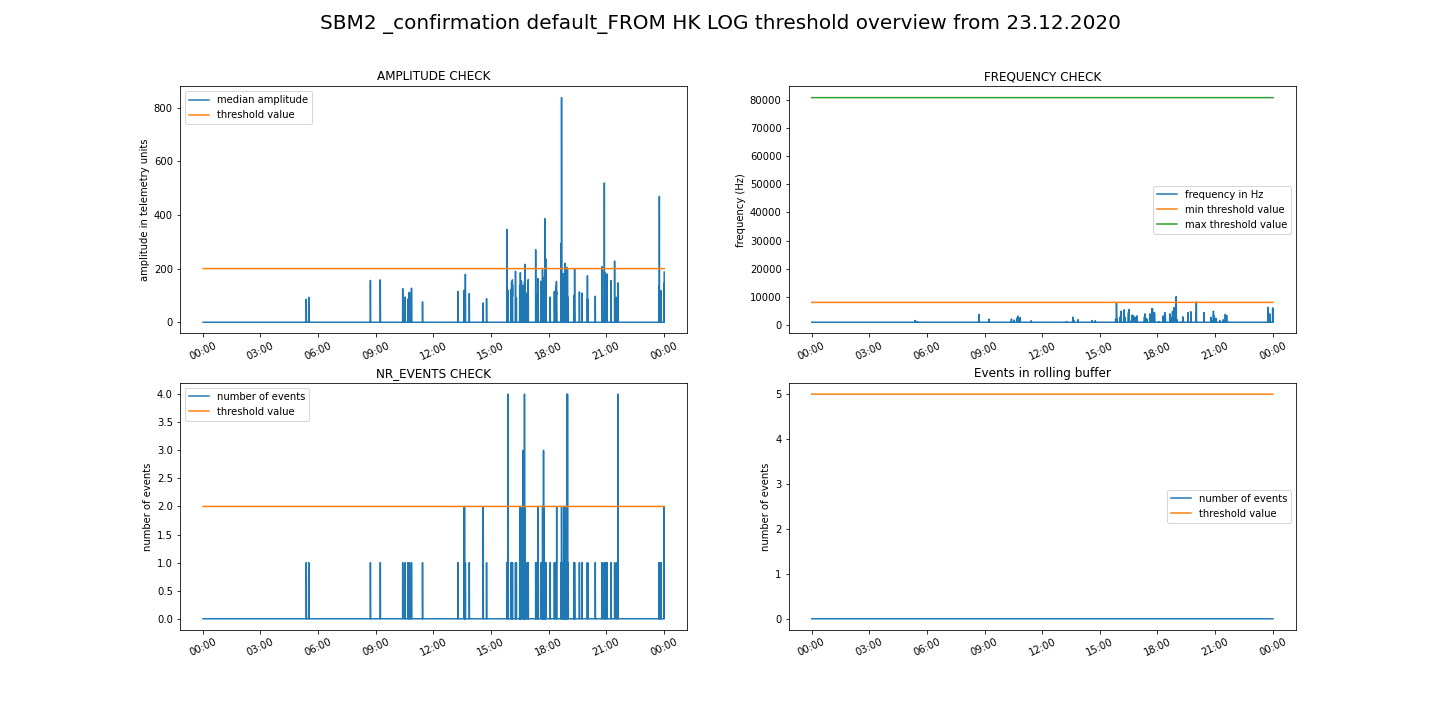 SBM2 _confirmation default_FROM HK LOG threshold overview from 23.12.2020
AMPLITUDE CHECK
median amplitude
threshold value
amplitude in telemetry units
800
600
400
200
0
00:00 03:00 06:00 09:00 12:00 15:00 18:00 21:00 00:00
FREQUENCY CHECK
frequency in Hz
min threshold value
max threshold value
frequency (Hz)
80000
70000
60000
50000
40000
30000
20000
10000
0
00:00 03:00 06:00 09:00 12:00 15:00 18:00 21:00 00:00
NR_EVENTS CHECK
number of events
threshold value
number of events
4.0
3.5
3.0
2.5
2.0
1.5
1.0
0.5
0.0
00:00 03:00 06:00 09:00 12:00 15:00 18:00 21:00 00:00
Events in rolling buffer
number of events
threshold value
number of events
5
4
3
2
1
0
00:00 03:00 06:00 09:00 12:00 15:00 18:00 21:00 00:00